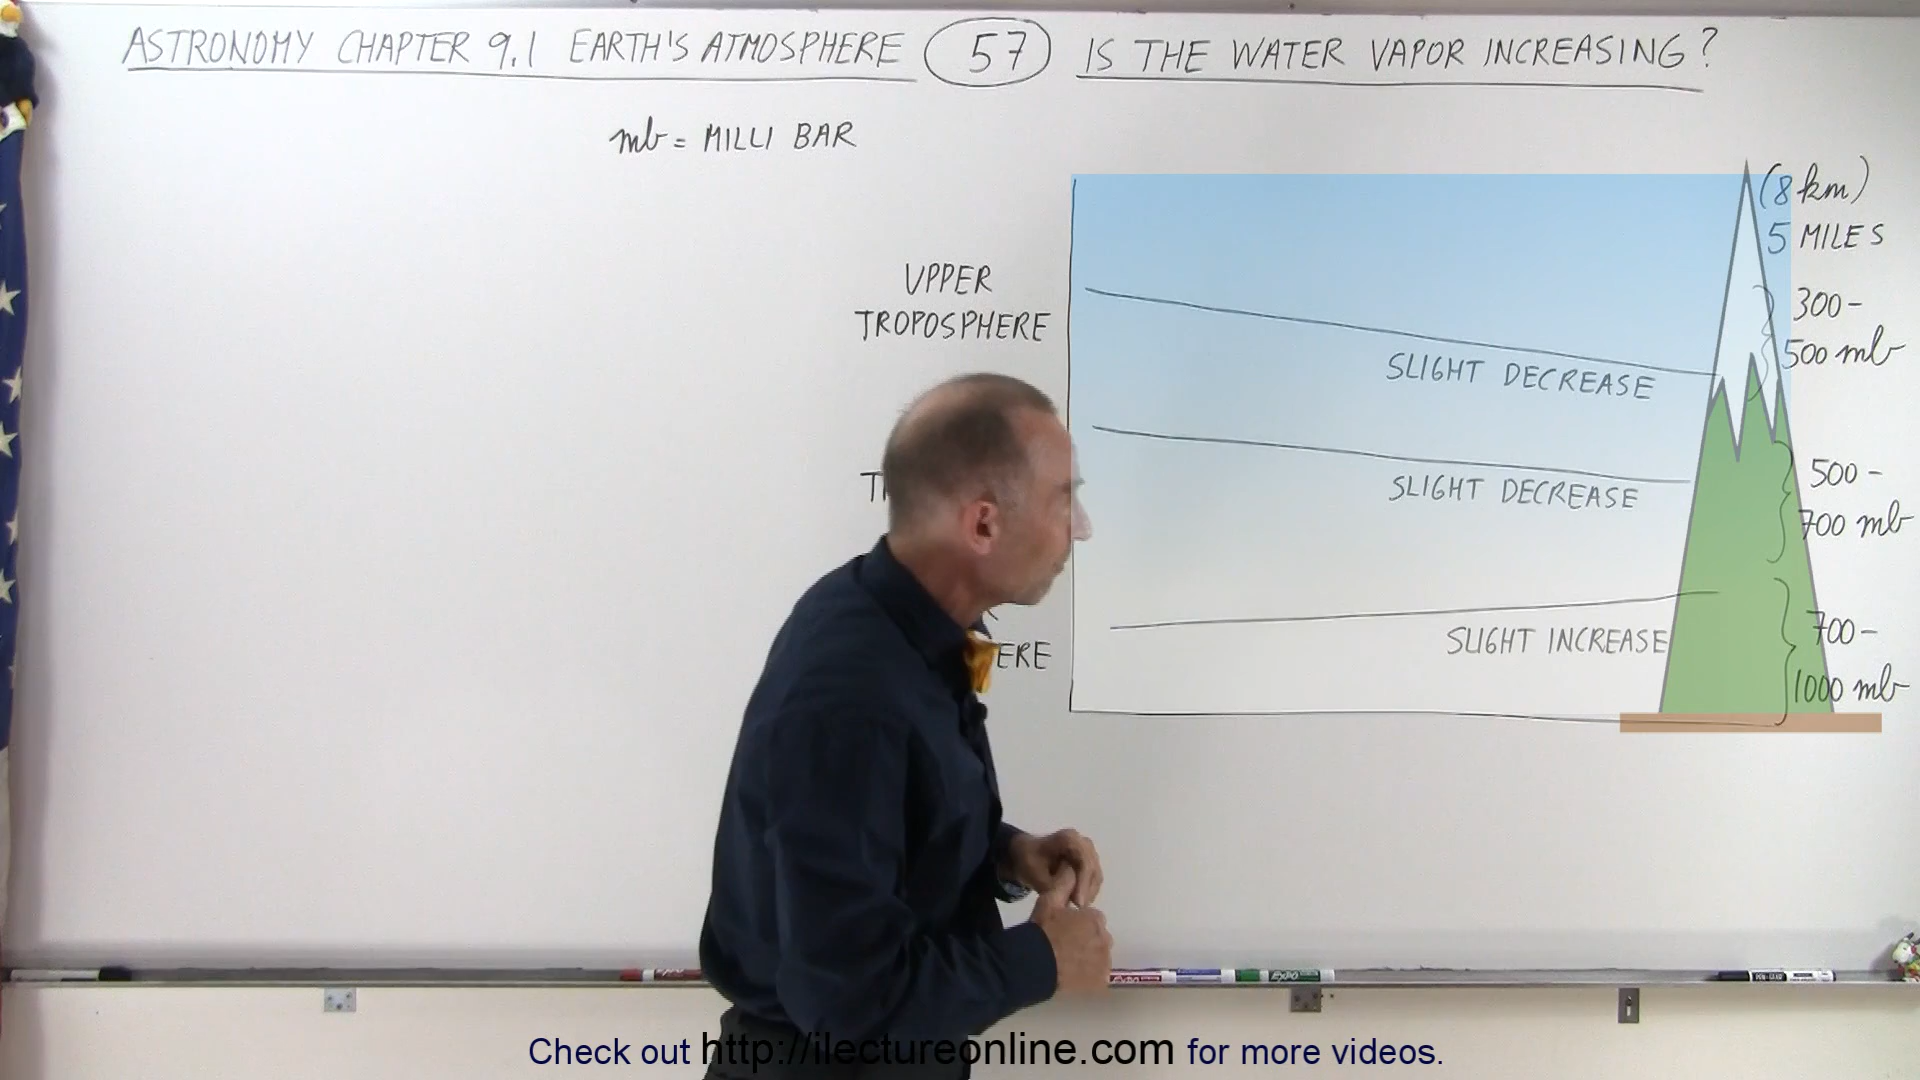 ASTRONOMY CHAPTER 9.1 EARTH'S ATMOSPHERE 57 IS THE WATER VAPOR INCREASING?
mb = MILLI BAR
(8 km)
5 MILES
UPPER
TROPOSPHERE
300-
500 mb
SLIGHT DECREASE
500-
700 mb
SLIGHT DECREASE
700-
1000 mb
SLIGHT INCREASE
Check out http://ilectureonline.com for more videos.